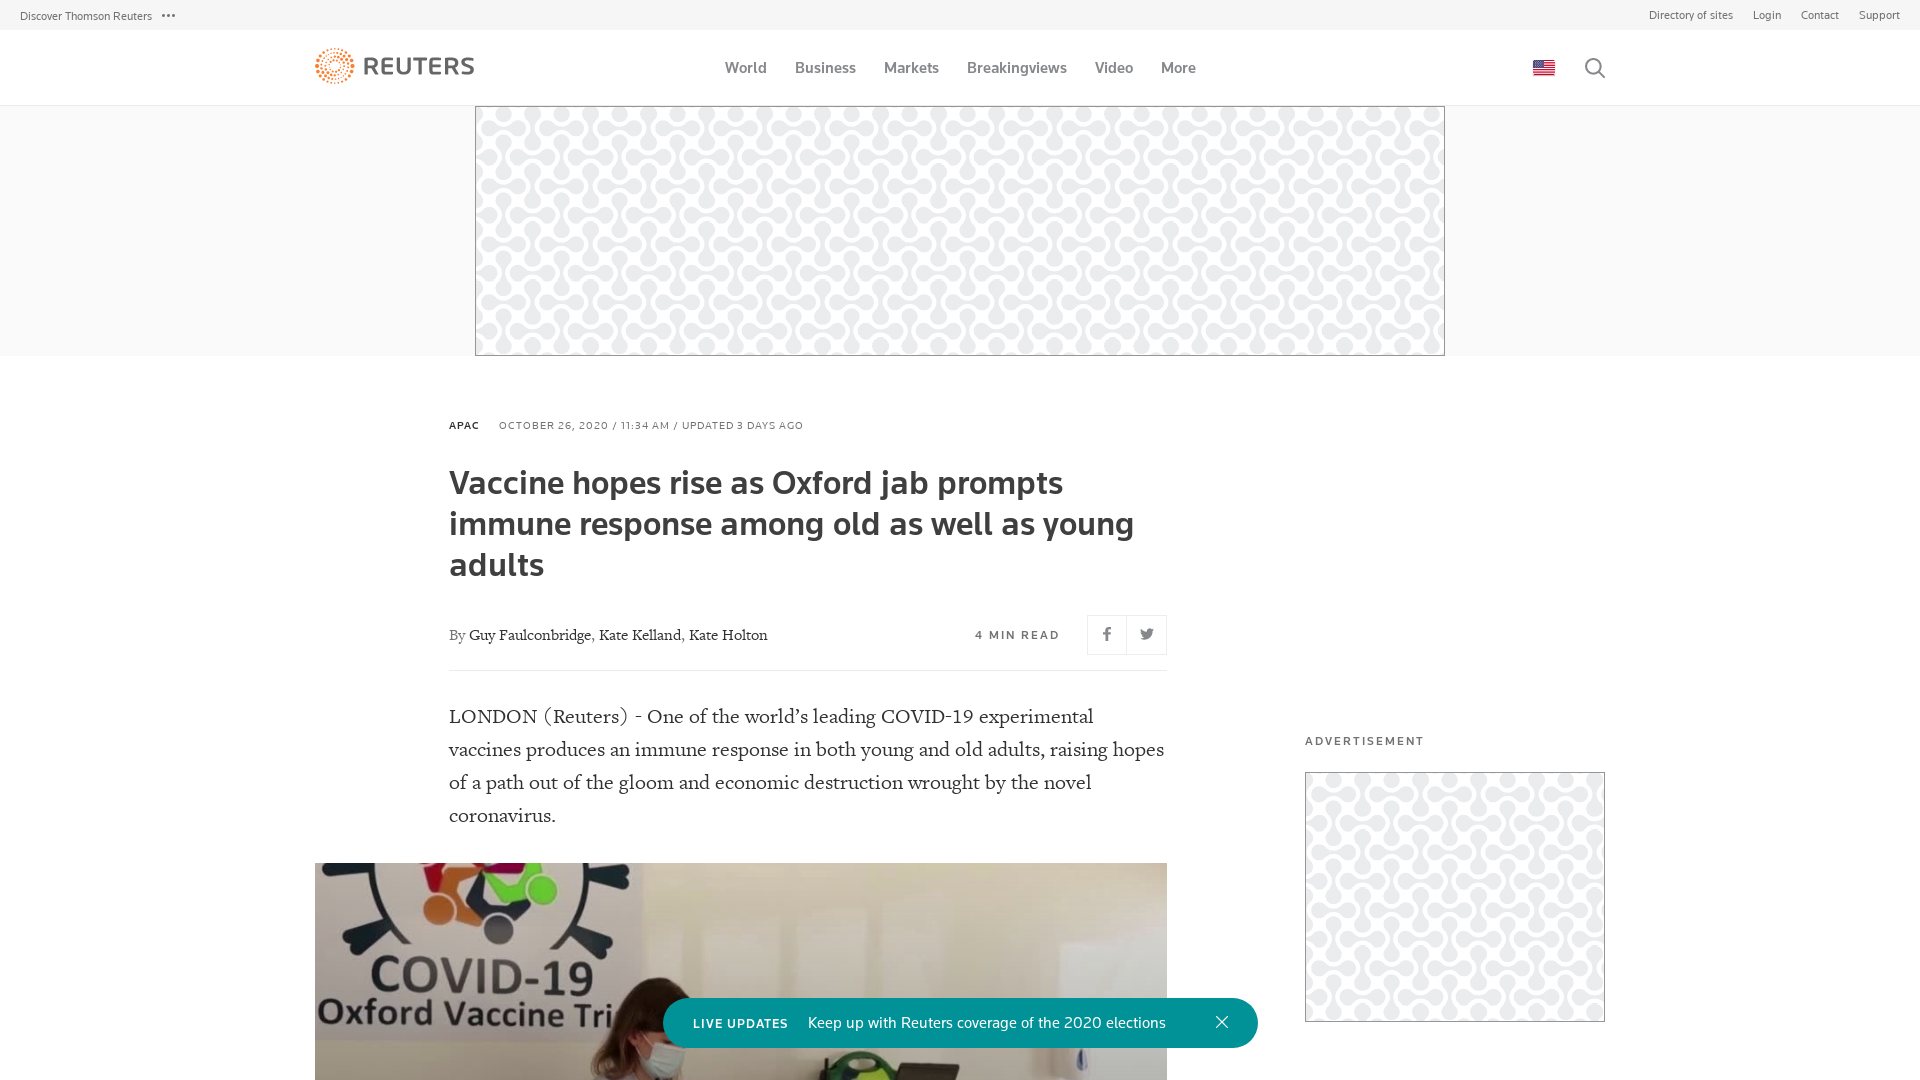 Discover Thomson Reuters
Directory of sites Login Contact Support
REUTERS
World Business Markets Breakingviews Video More
APAC OCTOBER 26, 2020 / 11:34 AM / UPDATED 3 DAYS AGO
Vaccine hopes rise as Oxford jab prompts
immune response among old as well as young
adults
By Guy Faulconbridge, Kate Kelland, Kate Holton
4 MIN READ
LONDON (Reuters) - One of the world’s leading COVID-19 experimental
vaccines produces an immune response in both young and old adults, raising hopes
of a path out of the gloom and economic destruction wrought by the novel
coronavirus.
ADVERTISEMENT
COVID-19
Oxford Vaccine Tri
LIVE UPDATES Keep up with Reuters coverage of the 2020 elections